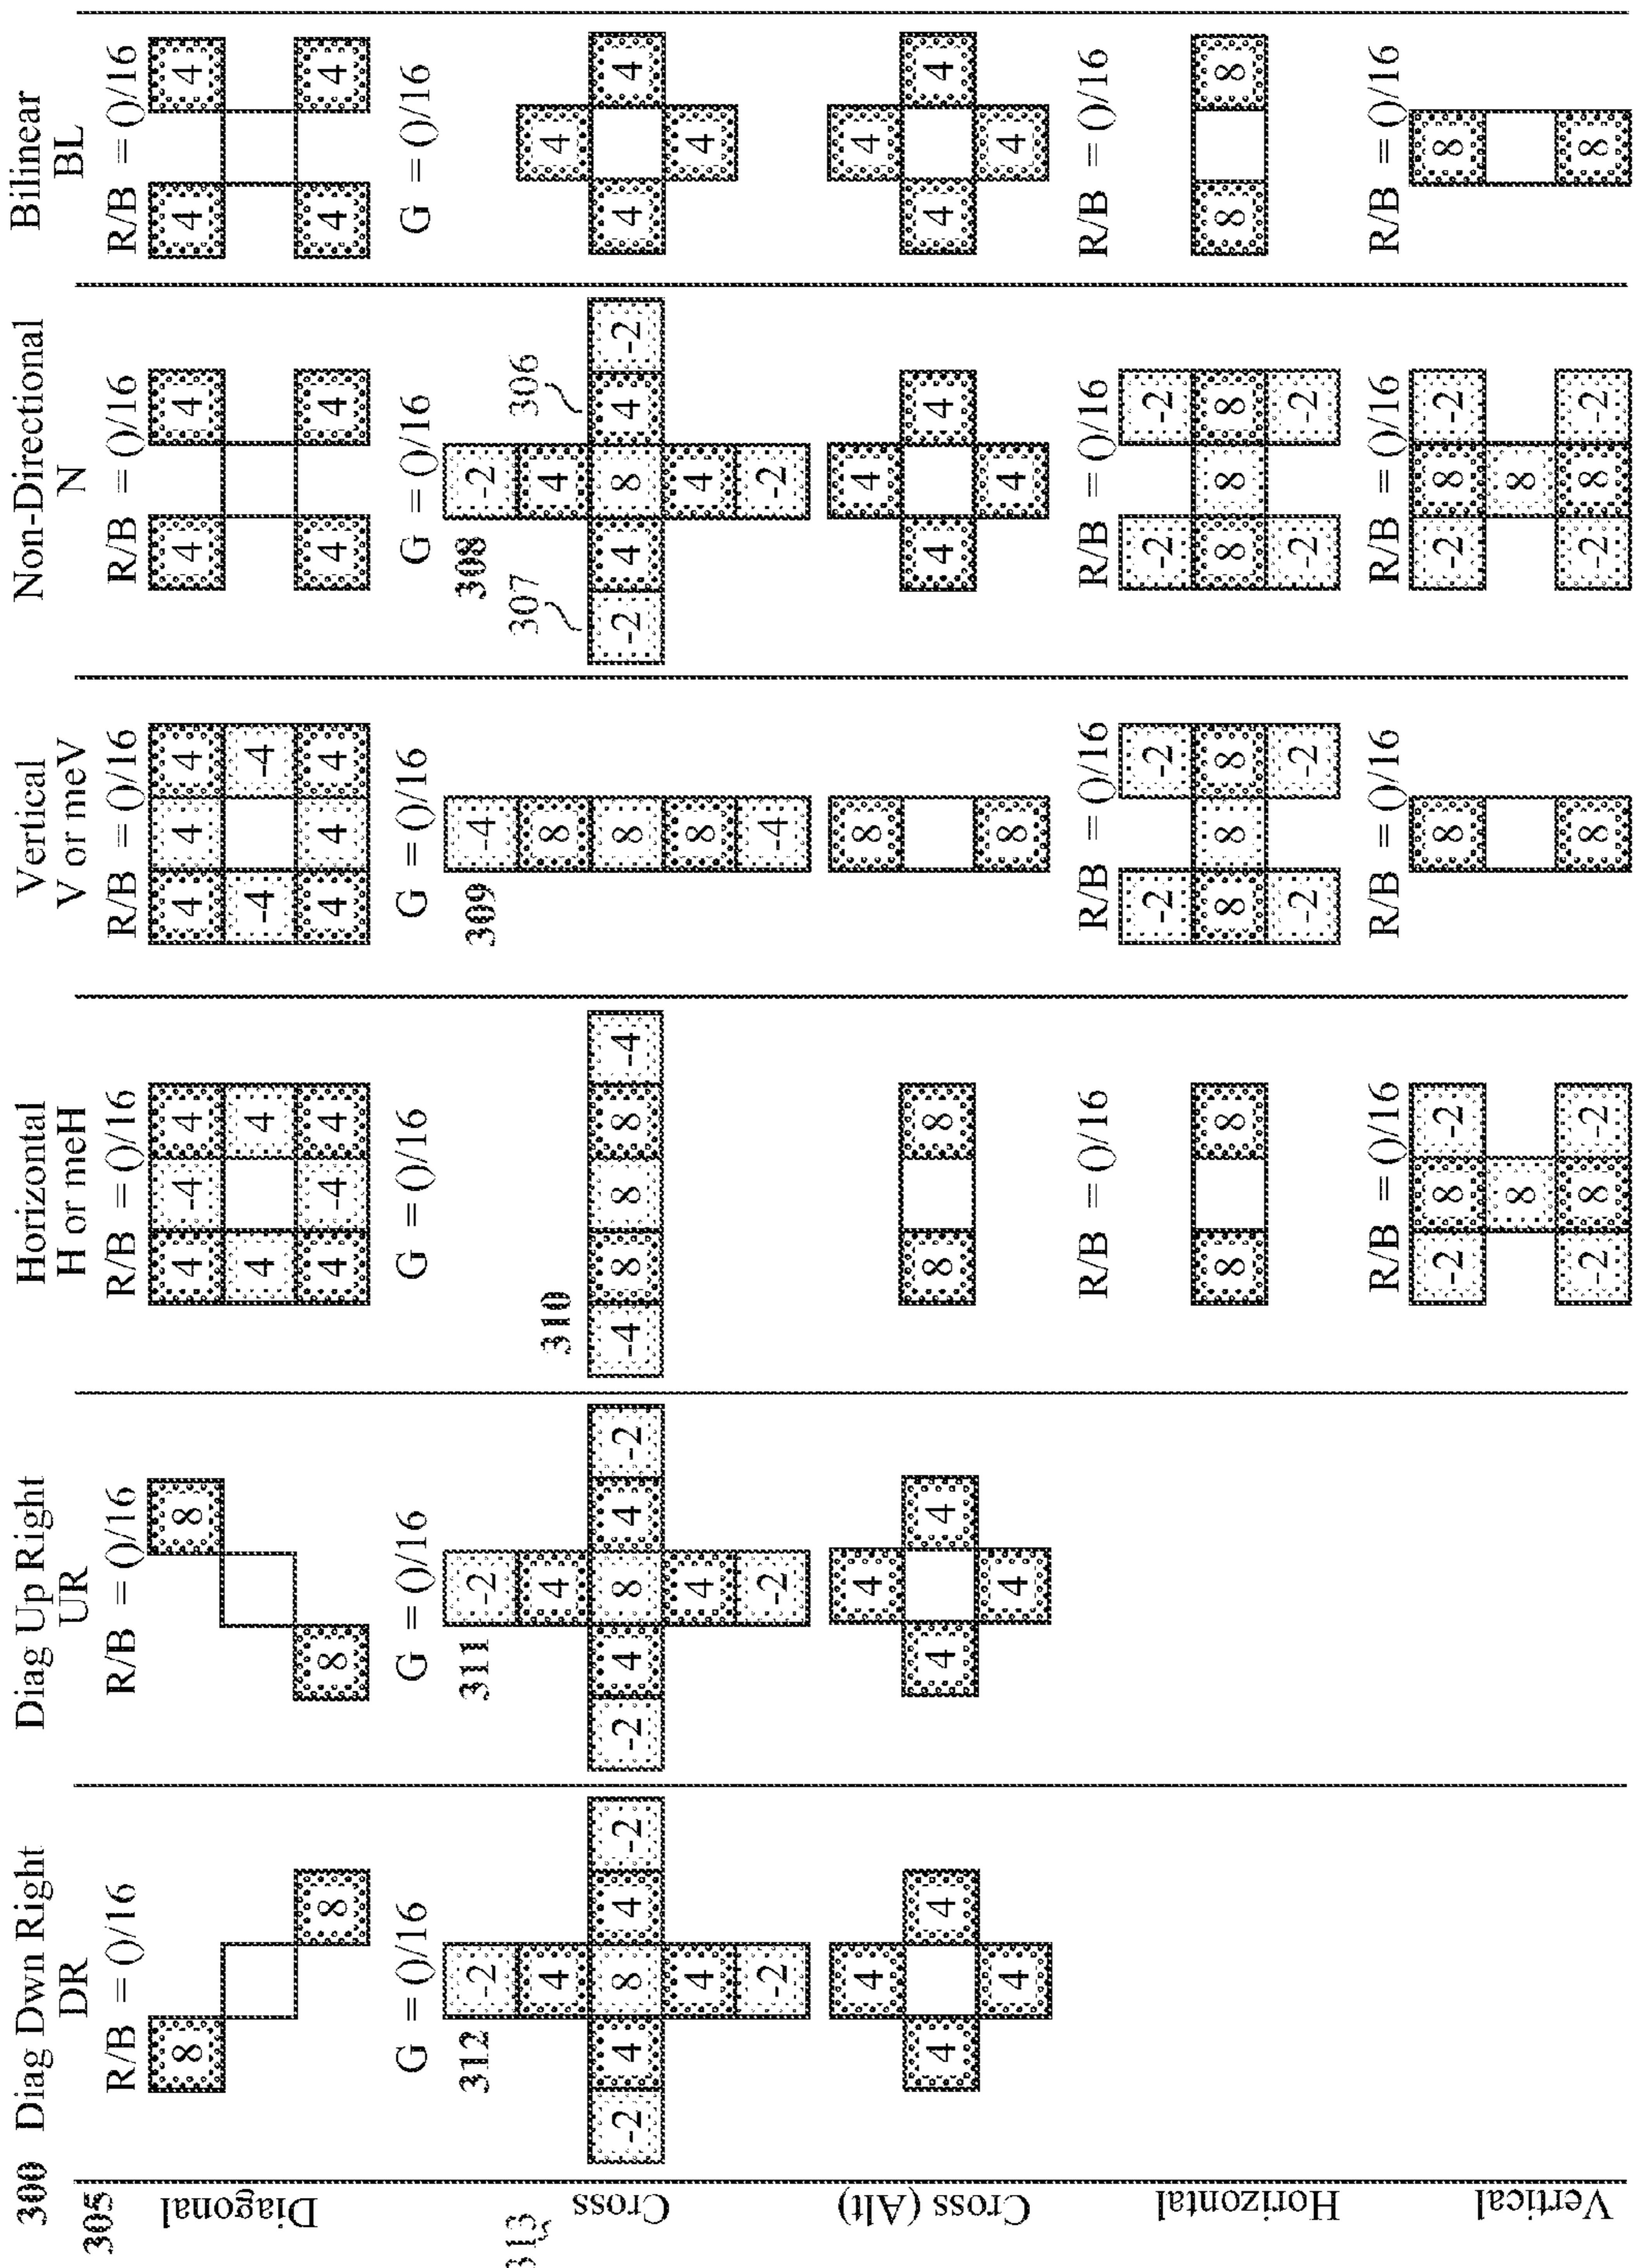 300 Diag Dwn Right Diag Up Right Horizontal Vertical Non-Directional Bilinear
DR UR H or meH V or meV N BL
305 R/B = ()/16 R/B = ()/16 R/B = ()/16 R/B = ()/16 R/B = ()/16 R/B = ()/16
8 8 4 -4 4 4 4 4 4 4 4 4
Diagonal 4 4 -4 -4
8 8 4 -4 4 4 4 4 4 4 4 4
G = ()/16 G = ()/16 G = ()/16 G = ()/16 G = ()/16 G = ()/16
312 -2 311 -2 309 -4 308 -2
313 4 4 310 8 307 4 306 4
Cross -2 4 8 4 -2 -2 4 8 4 -2 -4 8 8 8 -4 8 -2 4 8 4 -2 4 4
4 4 8 4 4
-2 -2 -4 -2
4 4 8 4 4
Cross (Alt) 4 4 4 4 8 8 4 4 4 4
4 4 8 4 4
R/B = ()/16 R/B = ()/16 R/B = ()/16 R/B = ()/16
-2 -2 -2 -2
Horizontal 8 8 8 8 8 8 8 8 8 8
-2 -2 -2 -2
R/B = ()/16 R/B = ()/16 R/B = ()/16 R/B = ()/16
-2 8 -2 8 -2 8 -2 8
Vertical 8 8
-2 8 -2 8 -2 8 -2 8